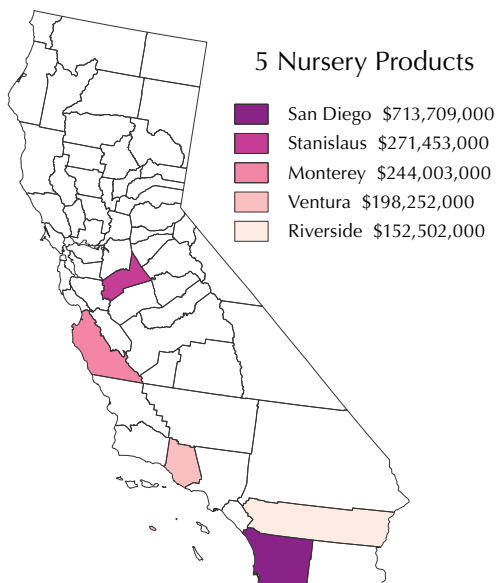 5 Nursery Products
San Diego $713,709,000
Stanislaus $271,453,000
Monterey $244,003,000
Ventura $198,252,000
Riverside $152,502,000